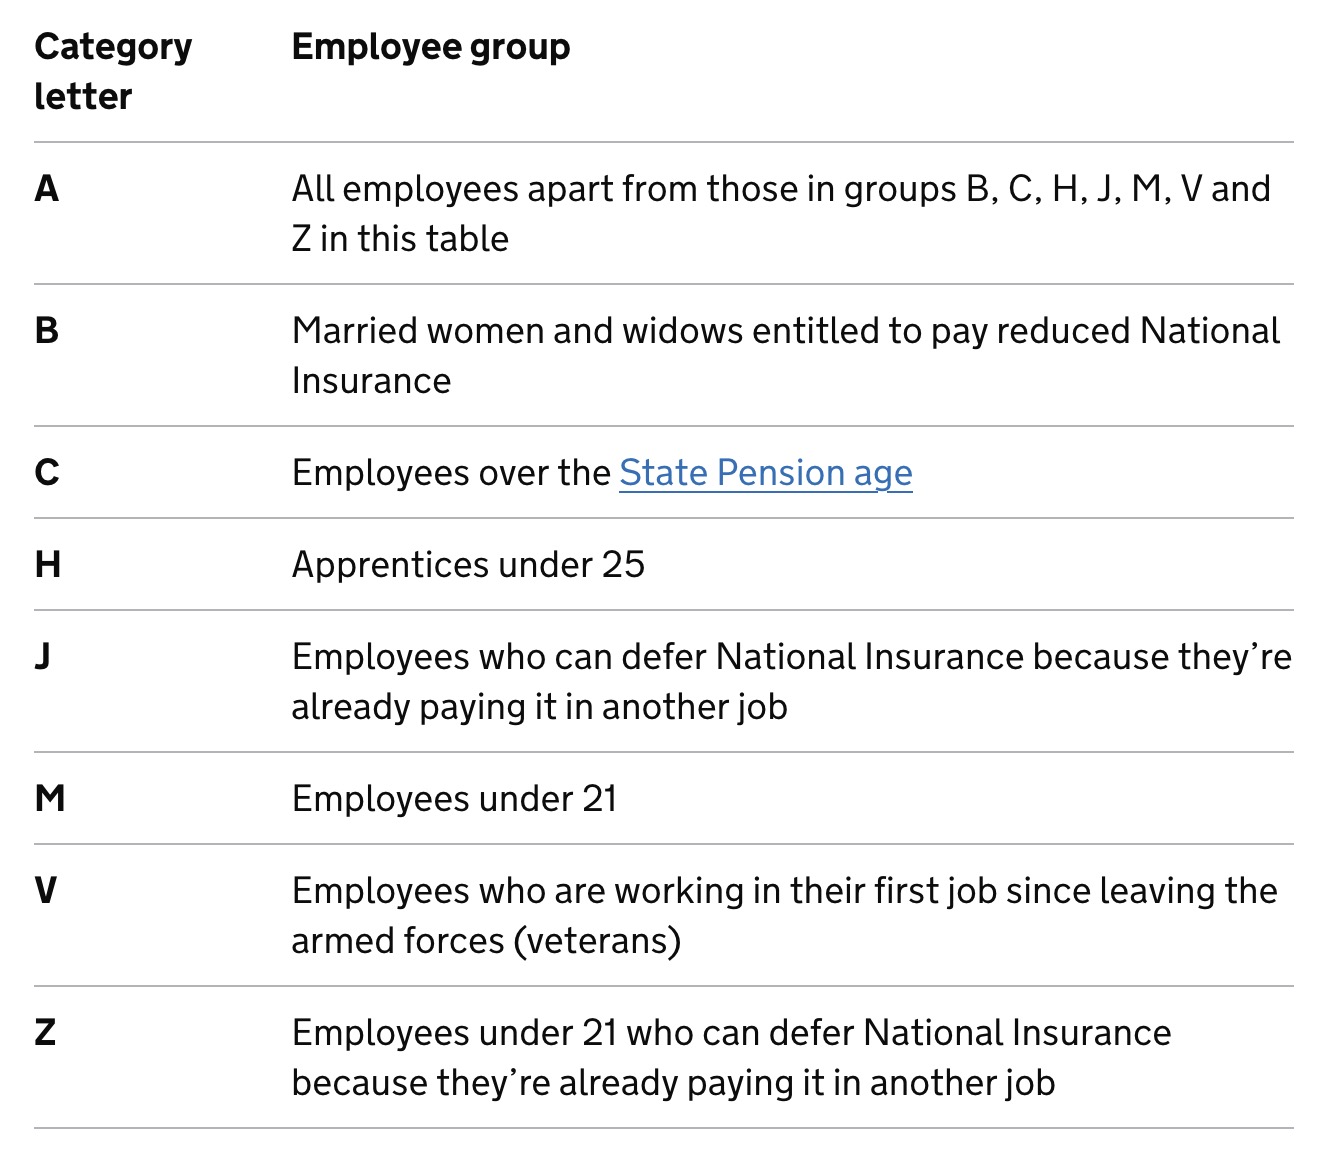 Category Employee group
letter
A All employees apart from those in groups B, C, H, J, M, V and
Z in this table
B Married women and widows entitled to pay reduced National
Insurance
C Employees over the State Pension age
H Apprentices under 25
J Employees who can defer National Insurance because they’re
already paying it in another job
M Employees under 21
V Employees who are working in their first job since leaving the
armed forces (veterans)
Z Employees under 21 who can defer National Insurance
because they’re already paying it in another job